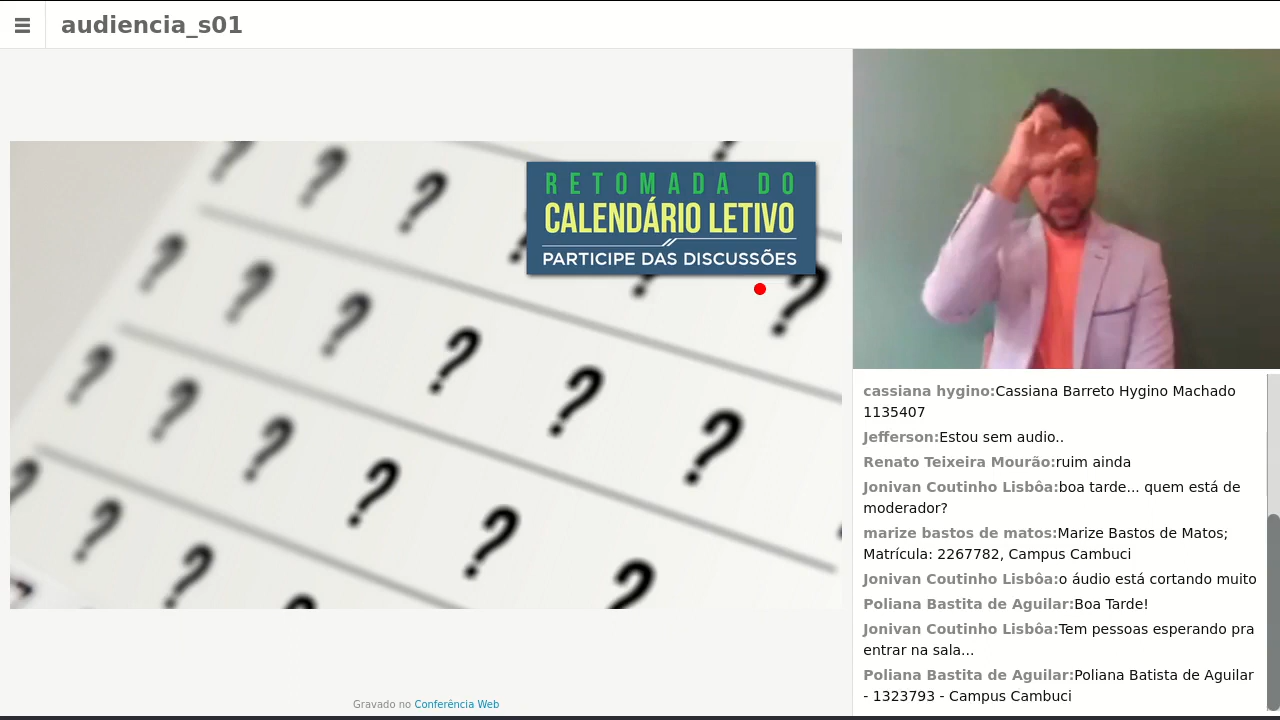 audiencia_s01
RETOMADA DO
CALENDÁRIO LETIVO
PARTICIPE DAS DISCUSSÕES
? ? ? ?
? ? ? ? ? ? ?
? ? ? ? ? ?
? ? ? ?
cassiana hygino:Cassiana Barreto Hygino Machado
1135407
Jefferson:Estou sem audio..
Renato Teixeira Mourão:ruim ainda
Jonivan Coutinho Lisbôa:boa tarde... quem está de
moderador?
marize bastos de matos:Marize Bastos de Matos;
Matrícula: 2267782, Campus Cambuci
Jonivan Coutinho Lisbôa:o áudio está cortando muito
Poliana Bastita de Aguilar:Boa Tarde!
Jonivan Coutinho Lisbôa:Tem pessoas esperando pra
entrar na sala...
Poliana Bastita de Aguilar:Poliana Batista de Aguilar
- 1323793 - Campus Cambuci
Gravado no Conferência Web